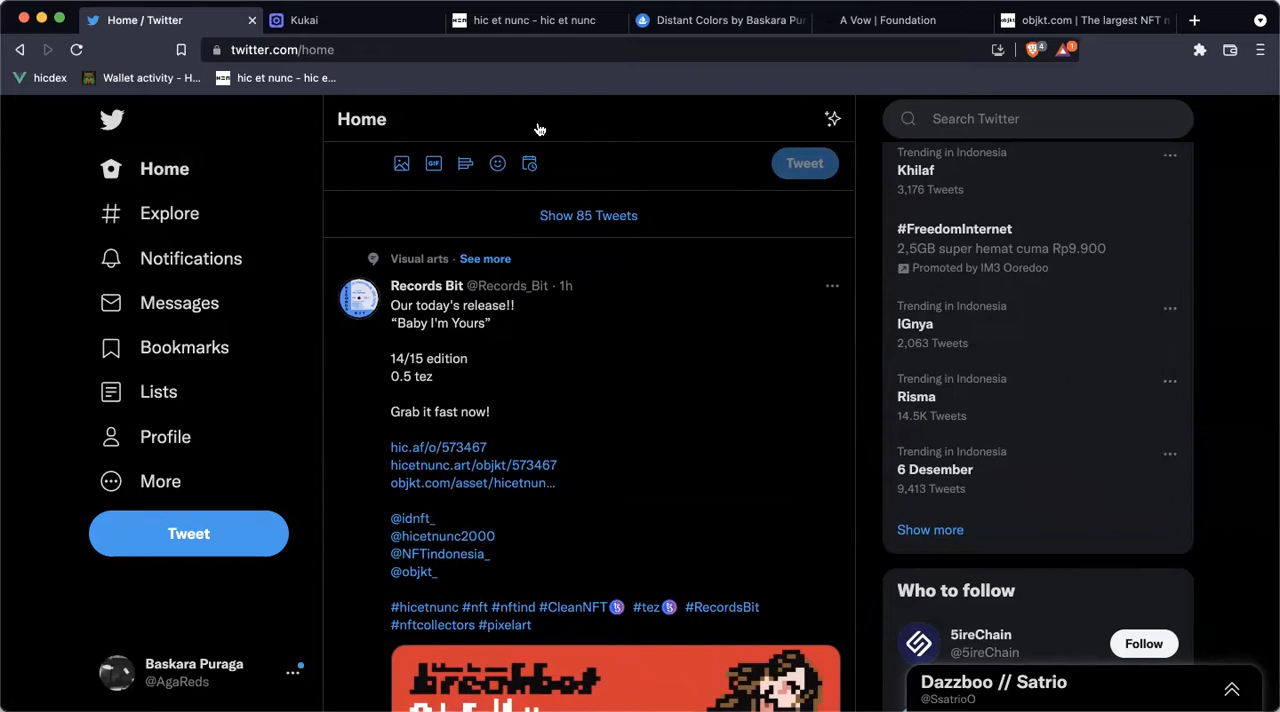 Home / Twitter
Kukai
hic et nunc - hic et nunc
Distant Colors by Baskara Pur
A Vow | Foundation
objkt.com | The largest NFT m
twitter.com/home
4
1
hicdex
Wallet activity - H...
hic et nunc - hic e...
Home
Search Twitter
Home
Explore
Notifications
Messages
Bookmarks
Lists
Profile
More
Tweet
Baskara Puraga
@AgaReds
GIF
Tweet
Show 85 Tweets
Visual arts · See more
Records Bit @Records_Bit · 1h
Our today's release!!
“Baby I'm Yours”
14/15 edition
0.5 tez
Grab it fast now!
hic.af/o/573467
hicetnunc.art/objkt/573467
objkt.com/asset/hicetnun...
@idnft_
@hicetnunc2000
@NFTindonesia_
@objkt_
#hicetnunc #nft #nftind #CleanNFT #tez #RecordsBit
#nftcollectors #pixelart
breakbot
Trending in Indonesia
Khilaf
3,176 Tweets
#FreedomInternet
2,5GB super hemat cuma Rp9.900
Promoted by IM3 Ooredoo
Trending in Indonesia
IGnya
2,063 Tweets
Trending in Indonesia
Risma
14.5K Tweets
Trending in Indonesia
6 Desember
9,413 Tweets
Show more
Who to follow
5ireChain
@5ireChain
Follow
Dazzboo // Satrio
@SsatrioO